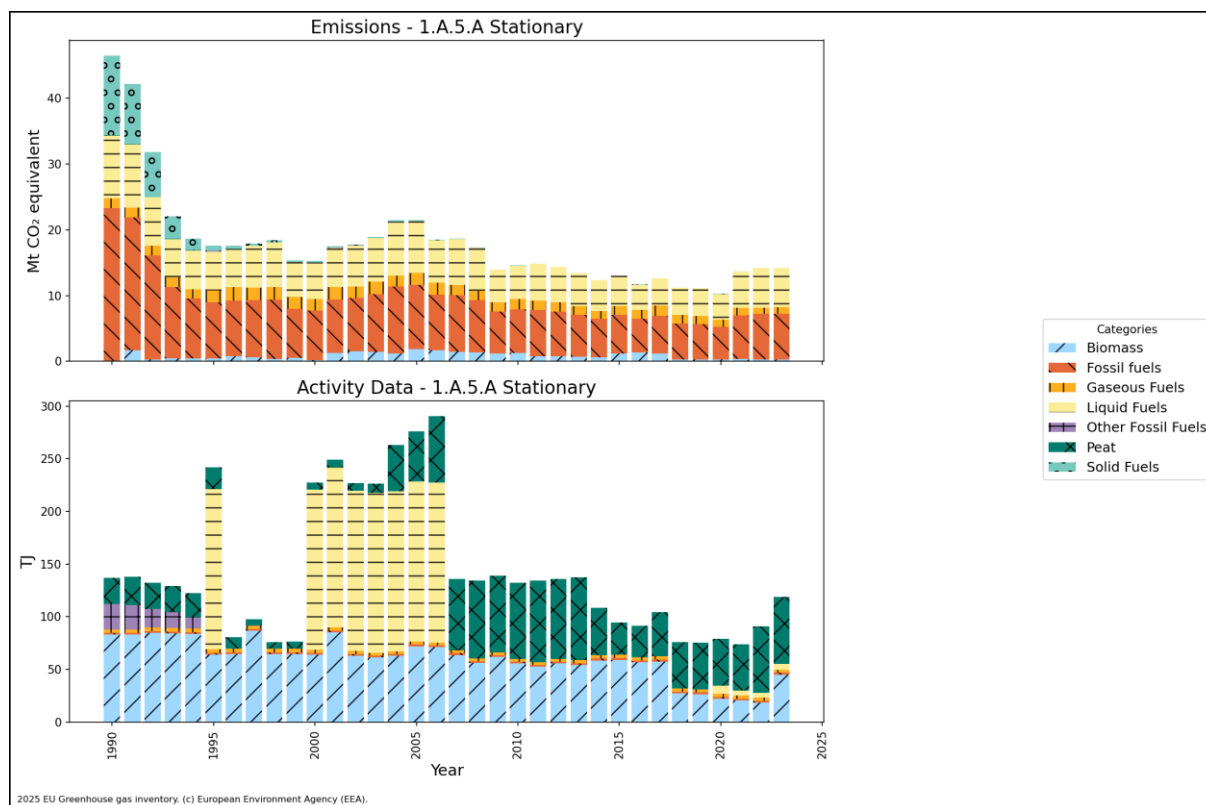 Emissions - 1.A.5.A Stationary
Mt CO₂ equivalent
40
30
20
10
0
Activity Data - 1.A.5.A Stationary
TJ
300
250
200
150
100
50
0
1990
1995
2000
2005
2010
2015
2020
2025
Year
Categories
Biomass
Fossil fuels
Gaseous Fuels
Liquid Fuels
Other Fossil Fuels
Peat
Solid Fuels
2025 EU Greenhouse gas inventory. (c) European Environment Agency (EEA).